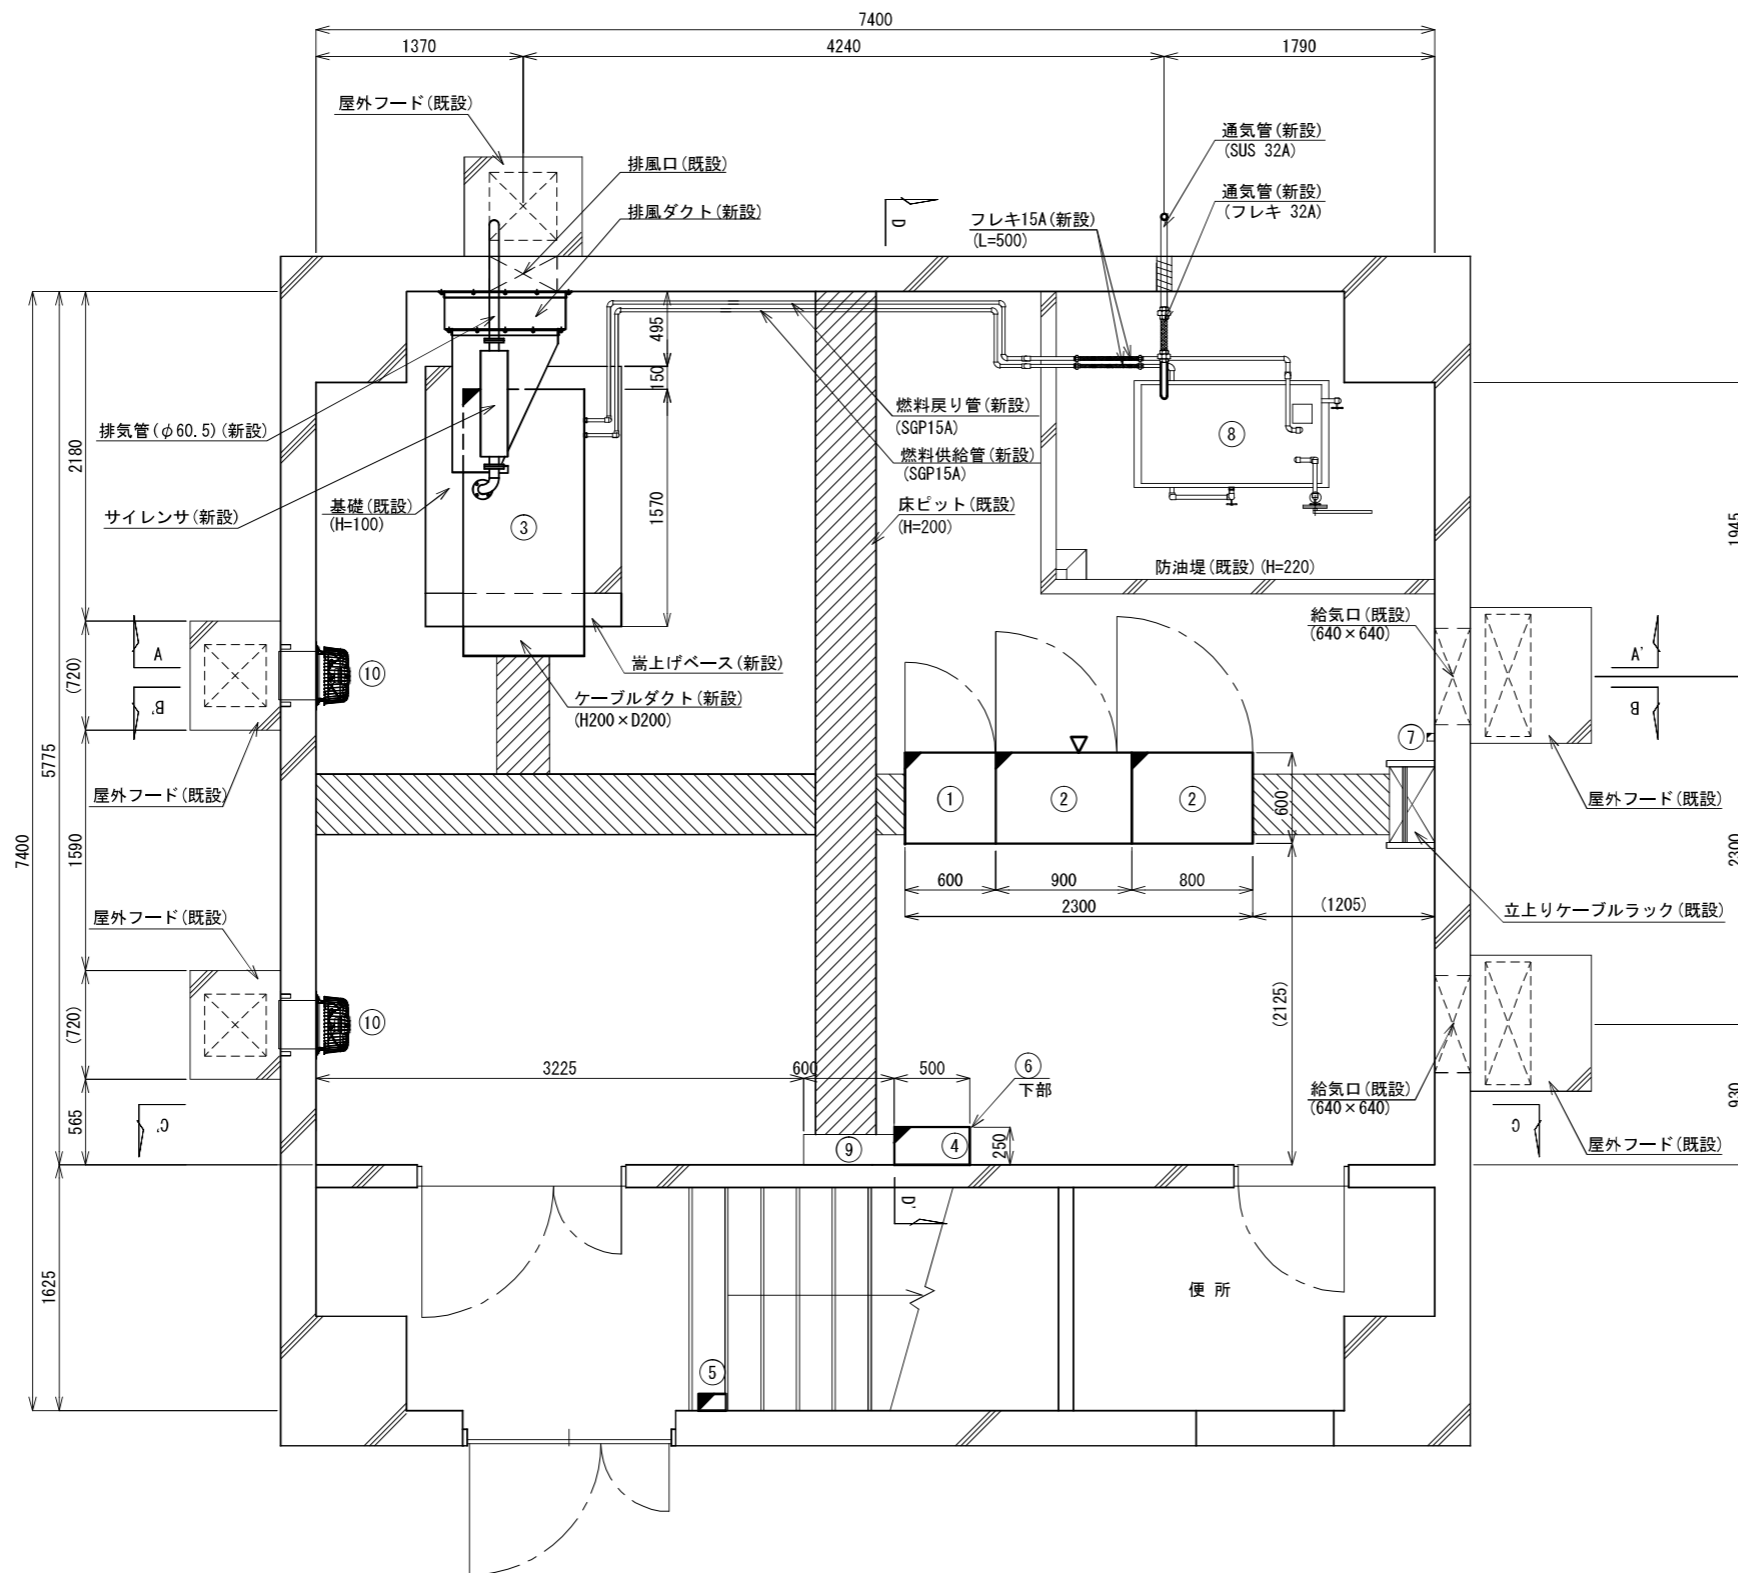 7400
1370
4240
1790
屋外フード(既設)
排風口(既設)
排風ダクト(新設)
通気管(新設)
(SUS 32A)
通気管(新設)
(フレキ 32A)
フレキ15A(新設)
(L=500)
D
495
150
1570
排気管(φ60.5)(新設)
サイレンサ(新設)
基礎(既設)
(H=100)
③
燃料戻り管(新設)
(SGP15A)
燃料供給管(新設)
(SGP15A)
床ピット(既設)
(H=200)
⑧
防油堤(既設)(H=220)
2180
(720)
1590
(720)
565
5775
7400
1625
A
B'
⑩
嵩上げベース(新設)
ケーブルダクト(新設)
(H200×D200)
給気口(既設)
(640×640)
A'
B
⑦
屋外フード(既設)
屋外フード(既設)
①
②
②
600
600
900
800
2300
(1205)
立上りケーブルラック(既設)
1945
2300
930
屋外フード(既設)
⑩
(2125)
3225
600
500
⑥
下部
250
④
⑨
給気口(既設)
(640×640)
C'
C
屋外フード(既設)
D'
便 所
⑤